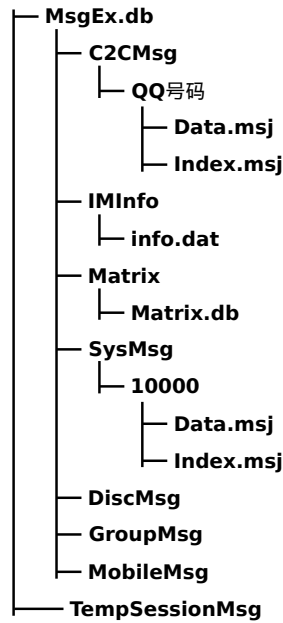 MsgEx.db
C2CMsg
QQ号码
Data.msj
Index.msj
IMInfo
info.dat
Matrix
Matrix.db
SysMsg
10000
Data.msj
Index.msj
DiscMsg
GroupMsg
MobileMsg
TempSessionMsg